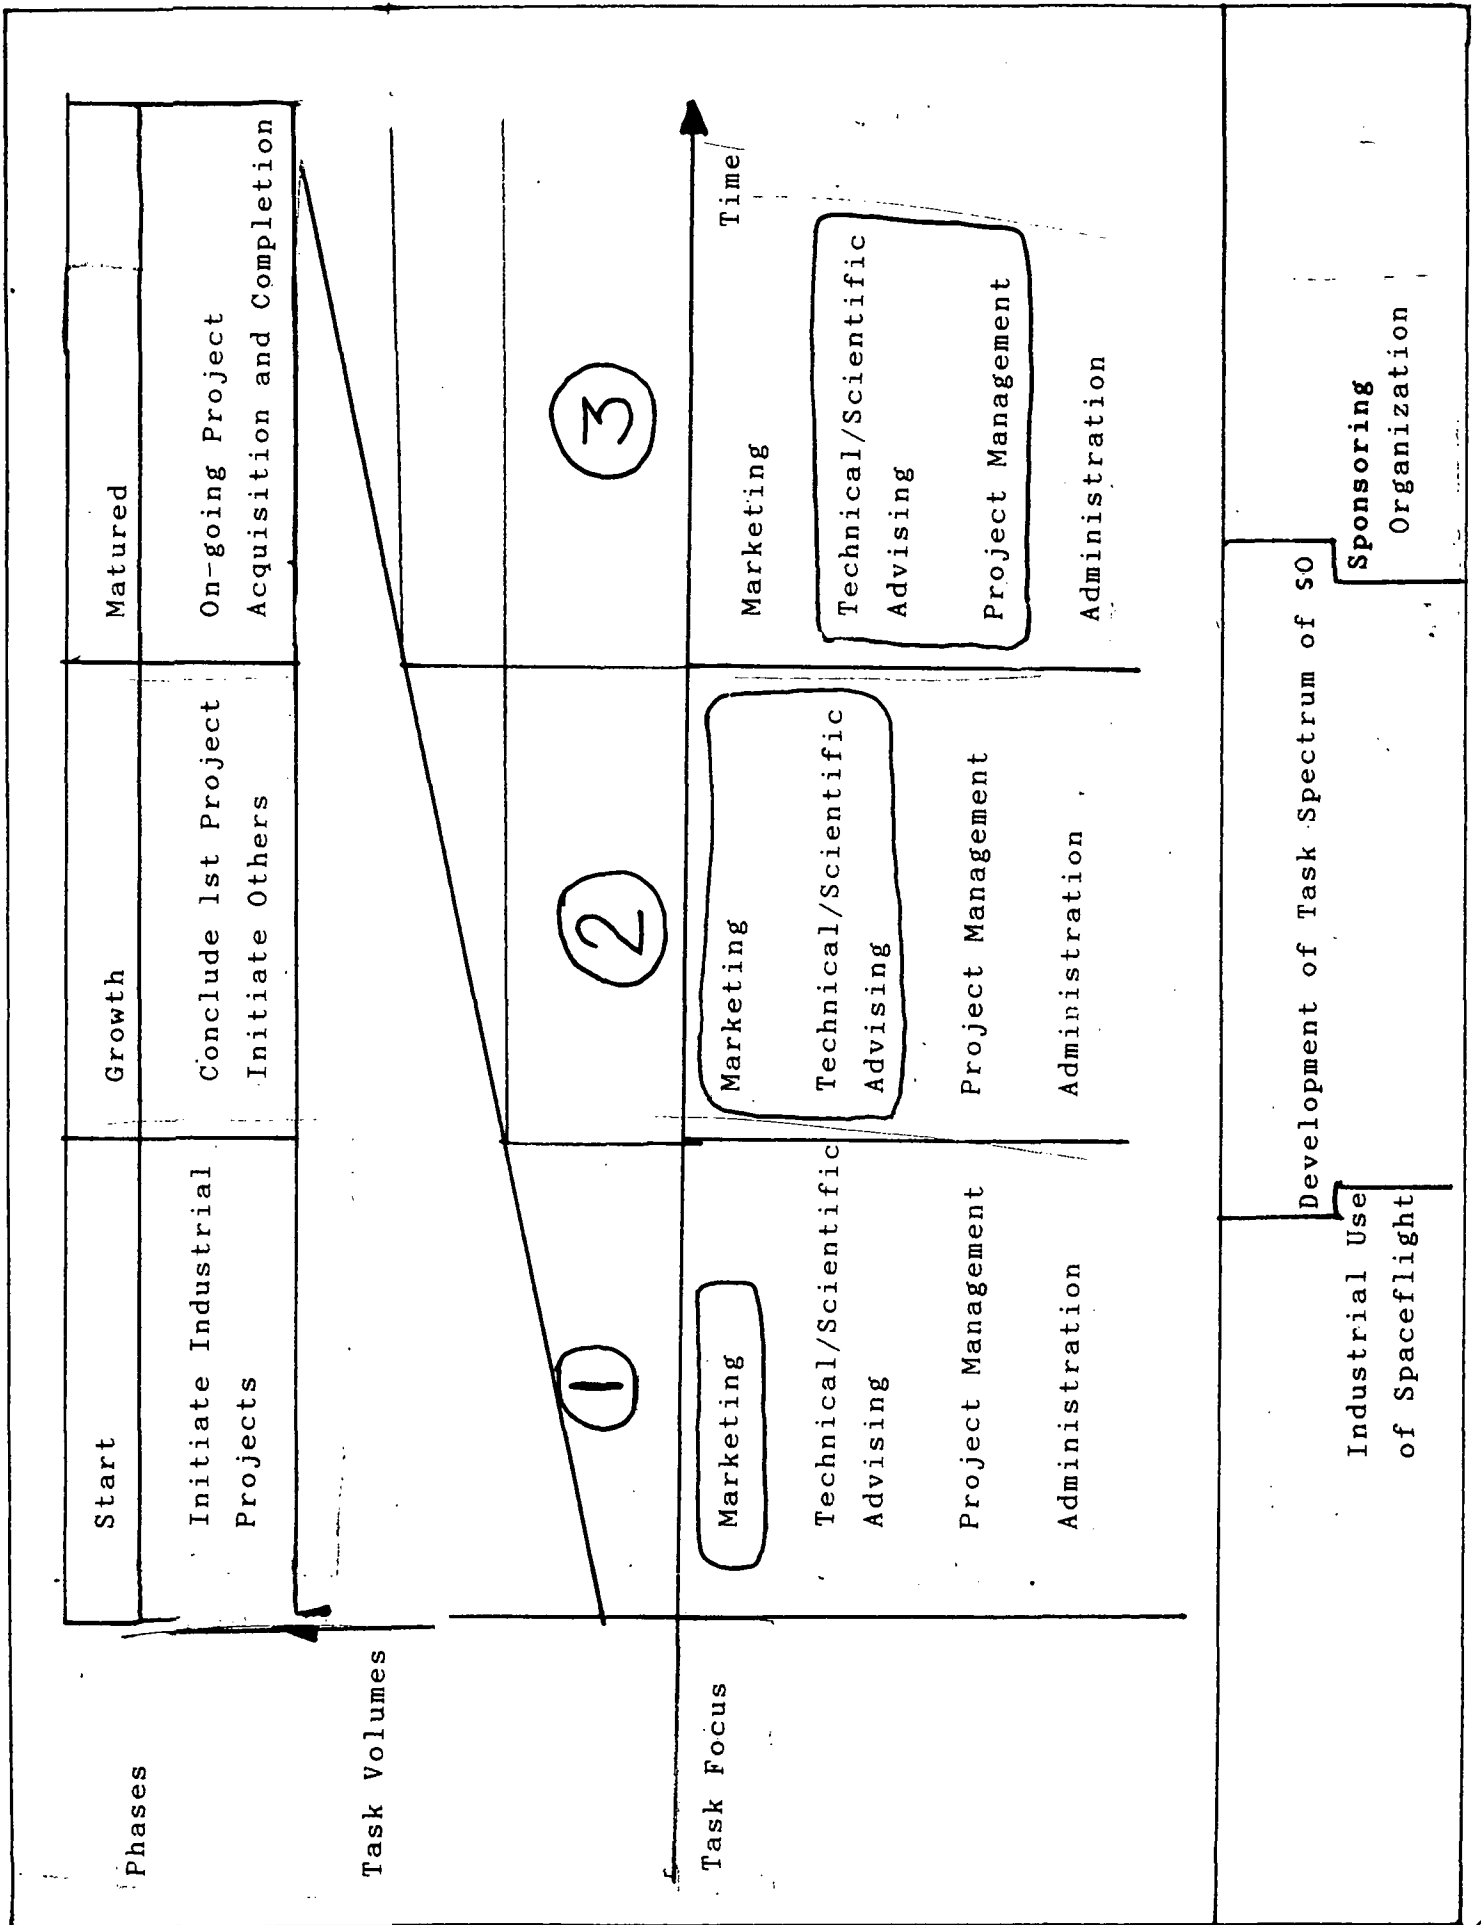 Phases
Start
Growth
Matured
Initiate Industrial
Projects
Conclude 1st Project
Initiate Others
On-going Project
Acquisition and Completion
Task Volumes
1
2
3
Time
Task Focus
Marketing
Technical/Scientific
Advising
Project Management
Administration
Marketing
Technical/Scientific
Advising
Project Management
Administration
Marketing
Technical/Scientific
Advising
Project Management
Administration
Industrial Use
of Spaceflight
Development of Task Spectrum of SO
Sponsoring
Organization